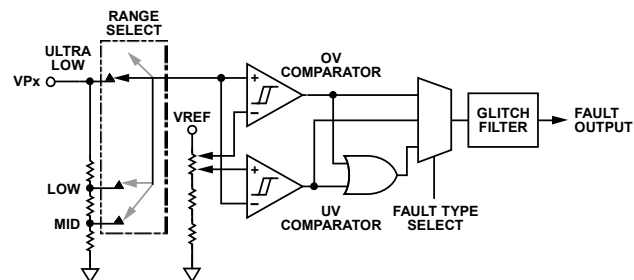 RANGE
SELECT
ULTRA
LOW
VPx
LOW
MID
VREF
+
−
OV
COMPARATOR
+
−
UV
COMPARATOR
FAULT TYPE
SELECT
GLITCH
FILTER
FAULT
OUTPUT